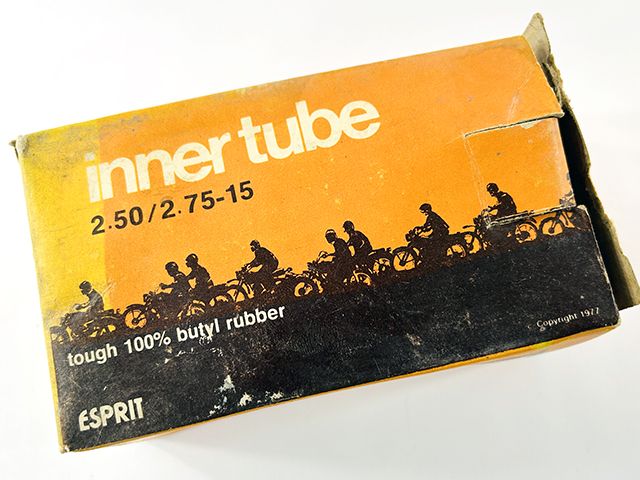 inner tube
2.50/2.75-15
tough 100% butyl rubber
Copyright 1977
ESPRIT